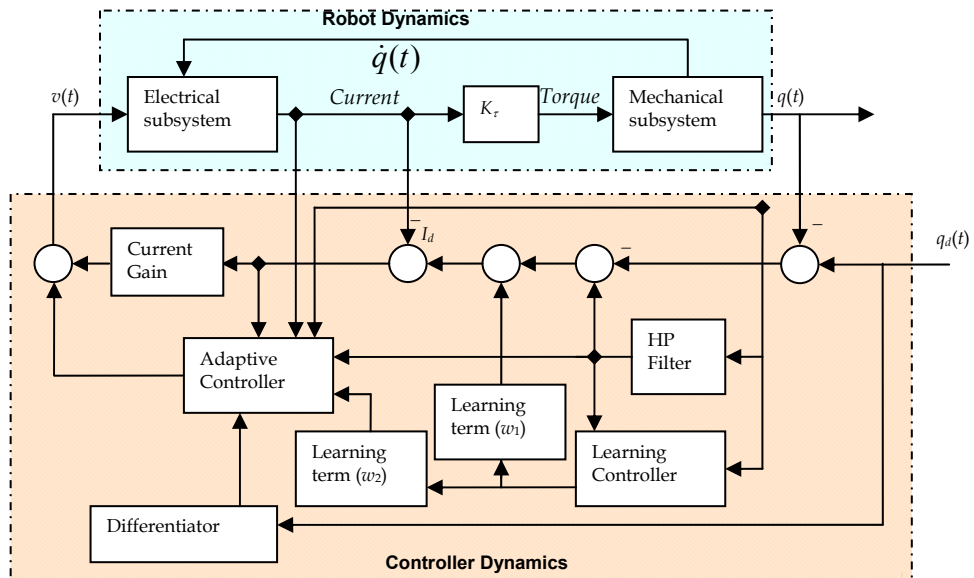 Robot Dynamics
q̇(t)
v(t)
Electrical
subsystem
Current
K_τ
Torque
Mechanical
subsystem
q(t)
−
I_d
−
−
q_d(t)
Current
Gain
HP
Filter
Adaptive
Controller
Learning
term (w₁)
Learning
term (w₂)
Learning
Controller
Differentiator
Controller Dynamics